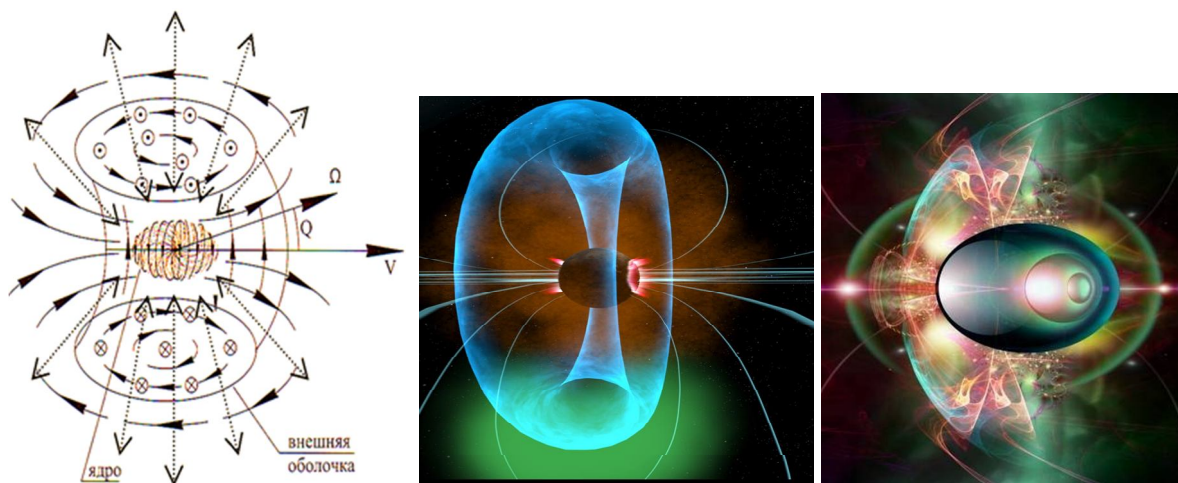 Ω
Q
V
внешняя
оболочка
ядро